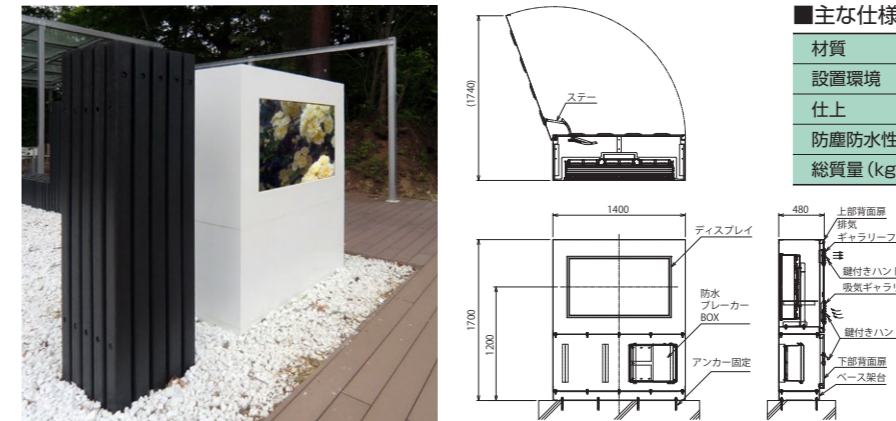 ■主な仕様
材質
設置環境
仕上
防塵防水性
総質量(kg
(1740)
ステー
1400
480
1700
1200
ディスプレイ
防水
ブレーカー
BOX
アンカー固定
上部背面扉
排気
ギャラリーフ
鍵付きハンド
吸気ギャラリ
鍵付きハン
下部背面扉
ベース架台